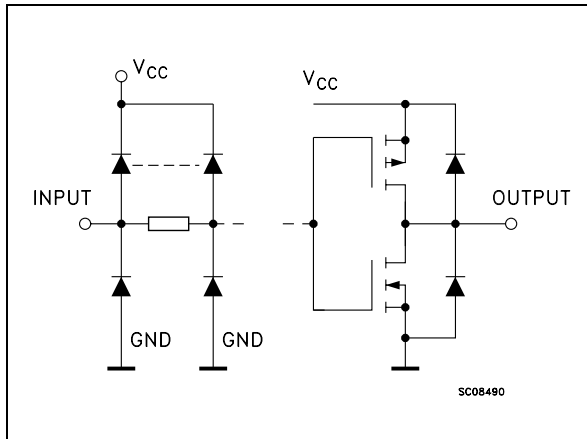 VCC
VCC
INPUT
OUTPUT
GND
GND
SC08490